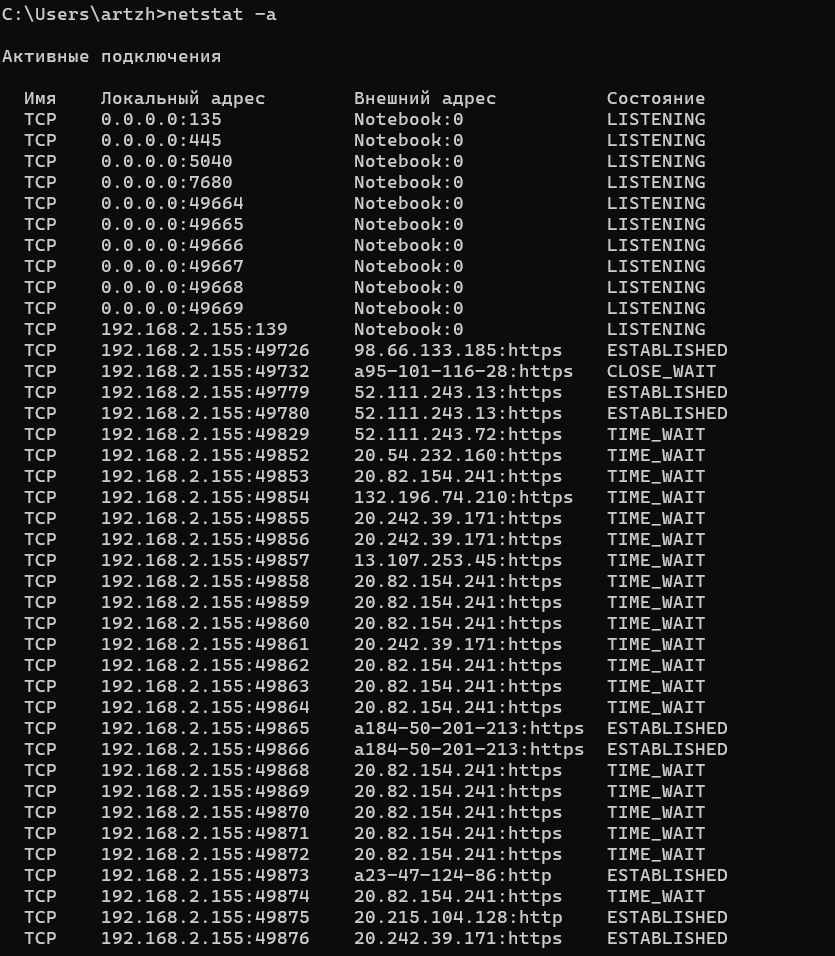 C:\Users\artzh>netstat -a
Активные подключения
Имя Локальный адрес Внешний адрес Состояние
TCP 0.0.0.0:135 Notebook:0 LISTENING
TCP 0.0.0.0:445 Notebook:0 LISTENING
TCP 0.0.0.0:5040 Notebook:0 LISTENING
TCP 0.0.0.0:7680 Notebook:0 LISTENING
TCP 0.0.0.0:49664 Notebook:0 LISTENING
TCP 0.0.0.0:49665 Notebook:0 LISTENING
TCP 0.0.0.0:49666 Notebook:0 LISTENING
TCP 0.0.0.0:49667 Notebook:0 LISTENING
TCP 0.0.0.0:49668 Notebook:0 LISTENING
TCP 0.0.0.0:49669 Notebook:0 LISTENING
TCP 192.168.2.155:139 Notebook:0 LISTENING
TCP 192.168.2.155:49726 98.66.133.185:https ESTABLISHED
TCP 192.168.2.155:49732 a95-101-116-28:https CLOSE_WAIT
TCP 192.168.2.155:49779 52.111.243.13:https ESTABLISHED
TCP 192.168.2.155:49780 52.111.243.13:https ESTABLISHED
TCP 192.168.2.155:49829 52.111.243.72:https TIME_WAIT
TCP 192.168.2.155:49852 20.54.232.160:https TIME_WAIT
TCP 192.168.2.155:49853 20.82.154.241:https TIME_WAIT
TCP 192.168.2.155:49854 132.196.74.210:https TIME_WAIT
TCP 192.168.2.155:49855 20.242.39.171:https TIME_WAIT
TCP 192.168.2.155:49856 20.242.39.171:https TIME_WAIT
TCP 192.168.2.155:49857 13.107.253.45:https TIME_WAIT
TCP 192.168.2.155:49858 20.82.154.241:https TIME_WAIT
TCP 192.168.2.155:49859 20.82.154.241:https TIME_WAIT
TCP 192.168.2.155:49860 20.82.154.241:https TIME_WAIT
TCP 192.168.2.155:49861 20.242.39.171:https TIME_WAIT
TCP 192.168.2.155:49862 20.82.154.241:https TIME_WAIT
TCP 192.168.2.155:49863 20.82.154.241:https TIME_WAIT
TCP 192.168.2.155:49864 20.82.154.241:https TIME_WAIT
TCP 192.168.2.155:49865 a184-50-201-213:https ESTABLISHED
TCP 192.168.2.155:49866 a184-50-201-213:https ESTABLISHED
TCP 192.168.2.155:49868 20.82.154.241:https TIME_WAIT
TCP 192.168.2.155:49869 20.82.154.241:https TIME_WAIT
TCP 192.168.2.155:49870 20.82.154.241:https TIME_WAIT
TCP 192.168.2.155:49871 20.82.154.241:https TIME_WAIT
TCP 192.168.2.155:49872 20.82.154.241:https TIME_WAIT
TCP 192.168.2.155:49873 a23-47-124-86:http ESTABLISHED
TCP 192.168.2.155:49874 20.82.154.241:https TIME_WAIT
TCP 192.168.2.155:49875 20.215.104.128:http ESTABLISHED
TCP 192.168.2.155:49876 20.242.39.171:https ESTABLISHED